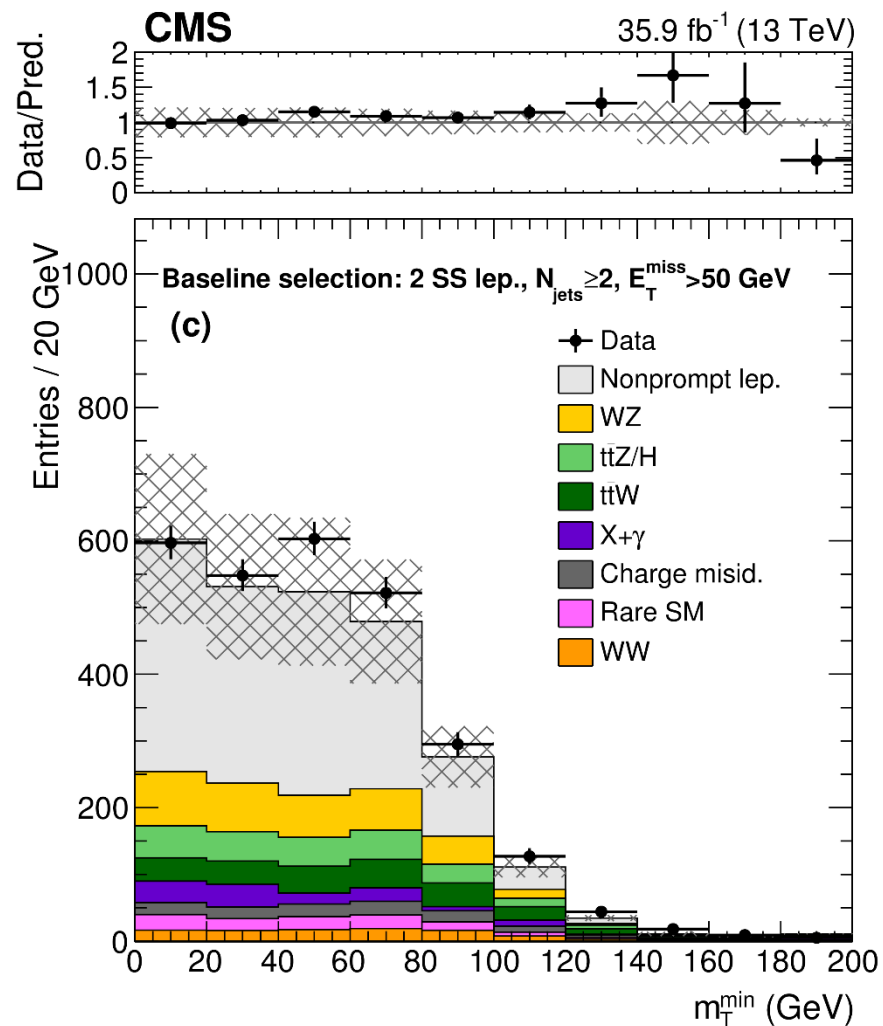 CMS 35.9 fb⁻¹ (13 TeV)
Data/Pred.
2
1.5
1
0.5
0
Entries / 20 GeV
1000
800
600
400
200
0
Baseline selection: 2 SS lep., N_jets≥2, E_T^miss>50 GeV
(c)
Data
Nonprompt lep.
WZ
tt̄Z/H
tt̄W
X+γ
Charge misid.
Rare SM
WW
0 20 40 60 80 100 120 140 160 180 200
m_T^min (GeV)